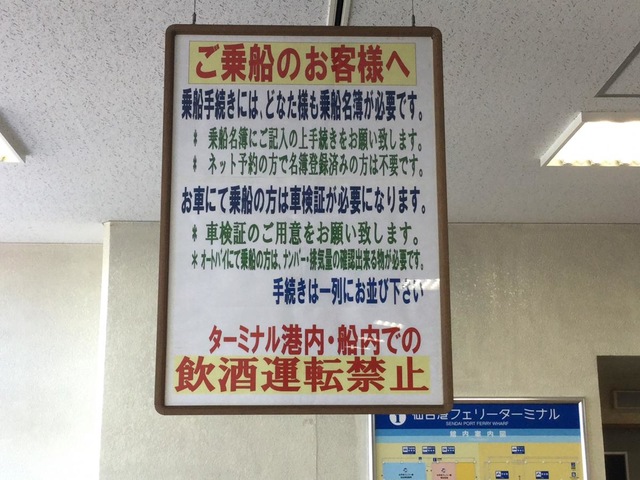 ご乗船のお客様へ
乗船手続きには、どなた様も乗船名簿が必要です。
* 乗船名簿にご記入の上手続きをお願い致します。
* ネット予約の方で名簿登録済みの方は不要です。
お車にて乗船の方は車検証が必要になります。
* 車検証のご用意をお願い致します。
* オートバイにて乗船の方は、ナンバー・排気量の確認出来る物が必要です。
手続きは一列にお並び下さい
ターミナル港内・船内での
飲酒運転禁止
仙台港フェリーターミナル
SENDAI PORT FERRY WHARF
館内案内図